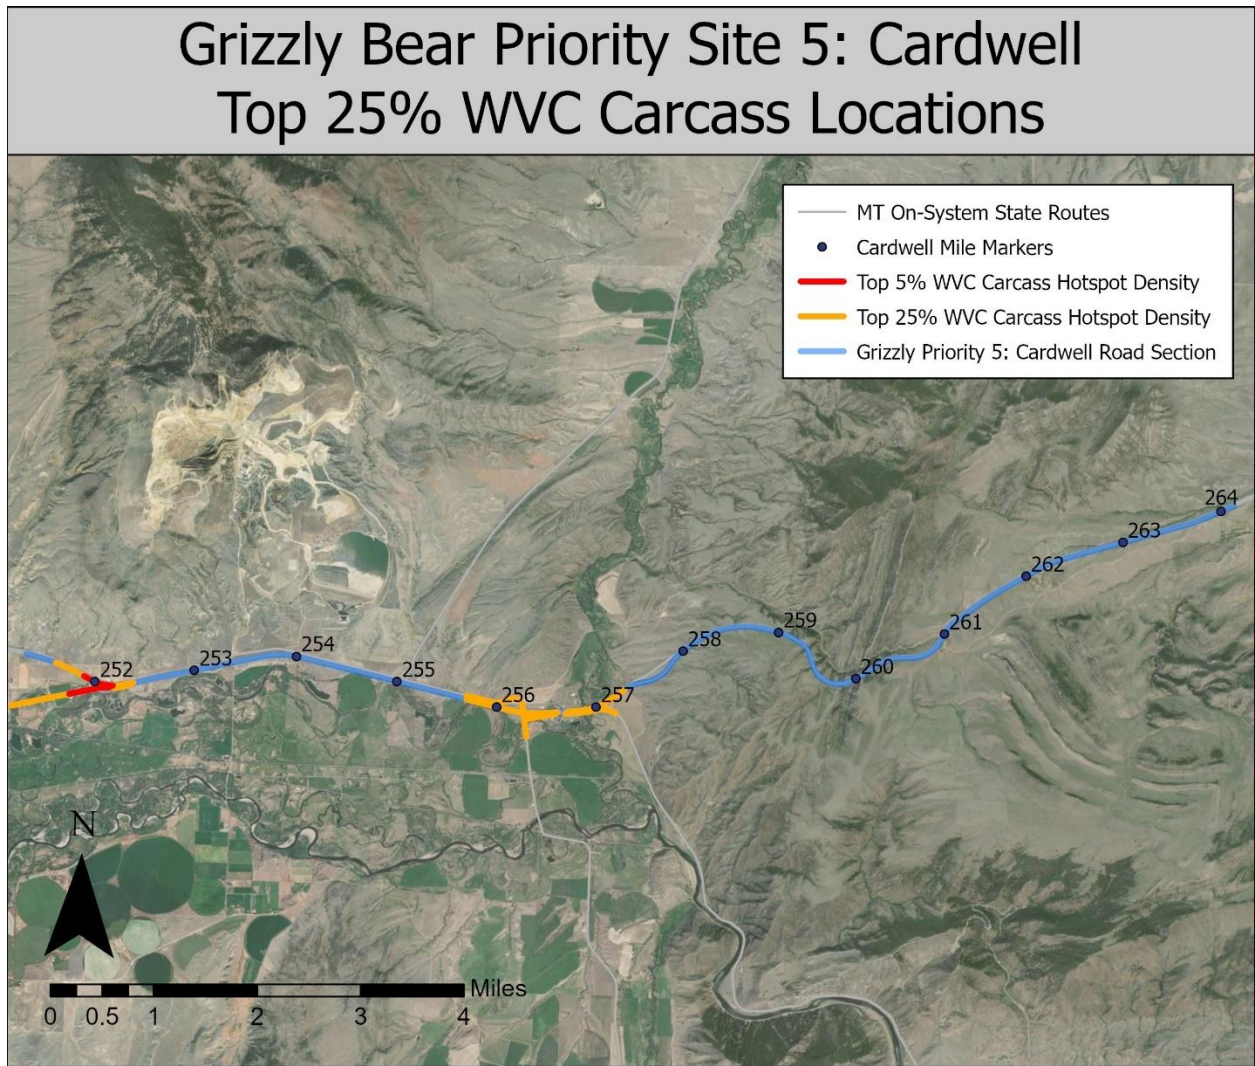 Grizzly Bear Priority Site 5: Cardwell
Top 25% WVC Carcass Locations
MT On-System State Routes
Cardwell Mile Markers
Top 5% WVC Carcass Hotspot Density
Top 25% WVC Carcass Hotspot Density
Grizzly Priority 5: Cardwell Road Section
252
253
254
255
256
257
258
259
260
261
262
263
264
N
Miles
0 0.5 1 2 3 4